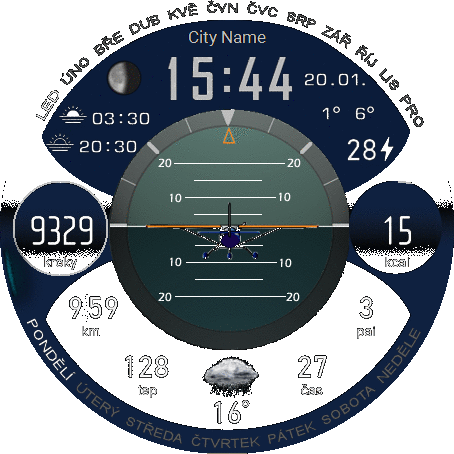 LED ÚNO BŘE DUB KVĚ ČYN ČVC SRP ZÁŘ ŘÍJ LIS PRO
City Name
15:44
20.01.
1° 6°
03:30
20:30
28
20 20
10 10
10 10
20 20
9329
kroky
15
kcal
9.59
km
3
pai
128
tep
27
čas
16°
PONDĚLÍ ÚTERÝ STŘEDA ČTVRTEK PÁTEK SOBOTA NEDĚLE